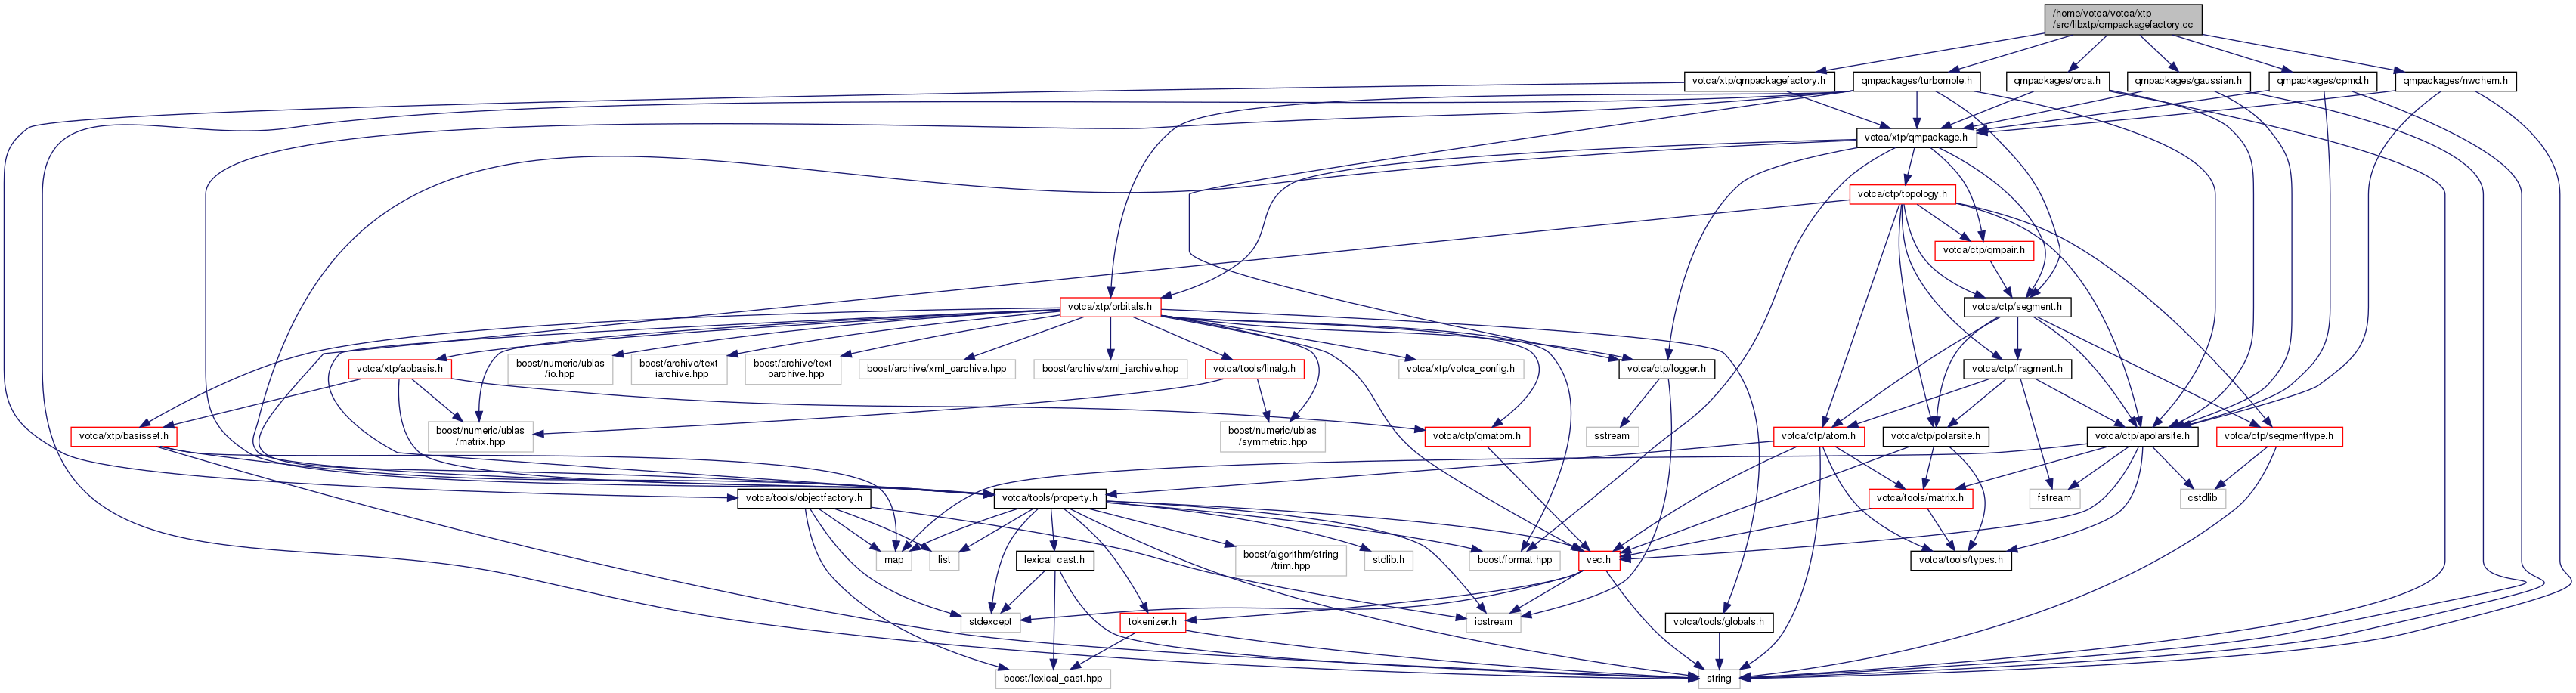 /home/votca/votca/xtp
/src/libxtp/qmpackagefactory.cc
votca/xtp/qmpackagefactory.h
qmpackages/turbomole.h
qmpackages/orca.h
qmpackages/gaussian.h
qmpackages/cpmd.h
qmpackages/nwchem.h
votca/xtp/qmpackage.h
votca/ctp/topology.h
votca/ctp/qmpair.h
votca/xtp/orbitals.h
votca/ctp/segment.h
votca/xtp/aobasis.h
boost/numeric/ublas
/io.hpp
boost/archive/text
_iarchive.hpp
boost/archive/text
_oarchive.hpp
boost/archive/xml_oarchive.hpp
boost/archive/xml_iarchive.hpp
votca/tools/linalg.h
votca/xtp/votca_config.h
votca/ctp/logger.h
votca/ctp/fragment.h
votca/xtp/basisset.h
boost/numeric/ublas
/matrix.hpp
boost/numeric/ublas
/symmetric.hpp
votca/ctp/qmatom.h
sstream
votca/ctp/atom.h
votca/ctp/polarsite.h
votca/ctp/apolarsite.h
votca/ctp/segmenttype.h
votca/tools/objectfactory.h
votca/tools/property.h
votca/tools/matrix.h
fstream
cstdlib
map
list
lexical_cast.h
boost/algorithm/string
/trim.hpp
stdlib.h
boost/format.hpp
vec.h
votca/tools/types.h
stdexcept
tokenizer.h
iostream
votca/tools/globals.h
boost/lexical_cast.hpp
string